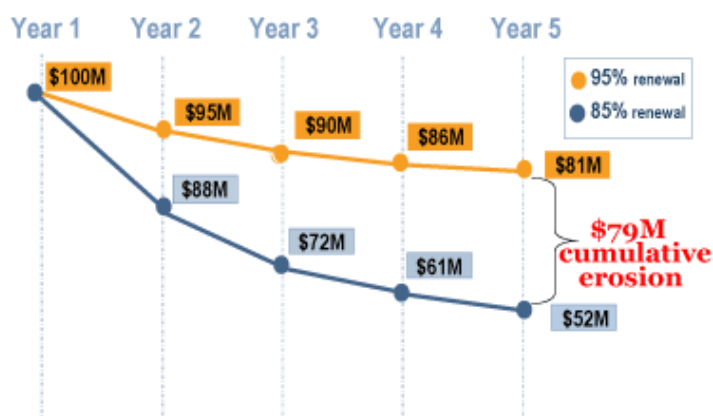 Year 1 Year 2 Year 3 Year 4 Year 5
$100M
95% renewal
85% renewal
$95M
$90M
$86M
$81M
$88M
$72M
$61M
$52M
$79M
cumulative
erosion